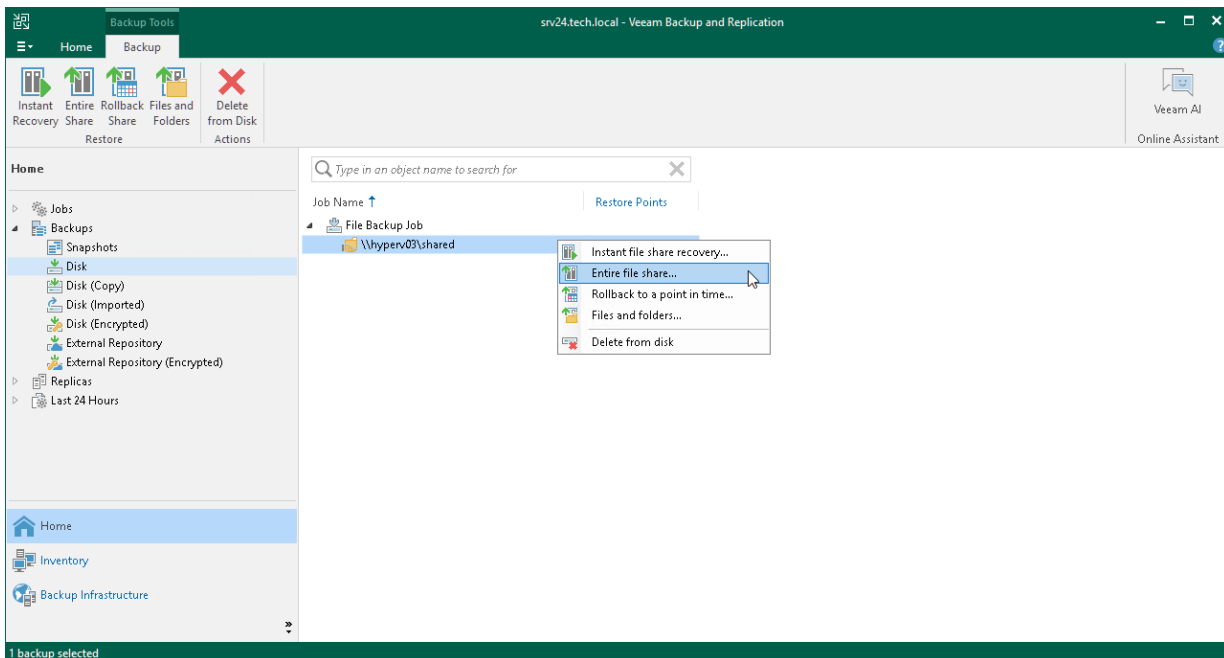 Backup Tools
srv24.tech.local - Veeam Backup and Replication
Home Backup
Instant Recovery
Entire Share
Rollback Share
Files and Folders
Delete from Disk
Veeam AI
Restore
Actions
Online Assistant
Home
Type in an object name to search for
Jobs
Backups
Snapshots
Disk
Disk (Copy)
Disk (Imported)
Disk (Encrypted)
External Repository
External Repository (Encrypted)
Replicas
Last 24 Hours
Job Name Restore Points
File Backup Job
\\hyperv03\shared
Instant file share recovery...
Entire file share...
Rollback to a point in time...
Files and folders...
Delete from disk
Home
Inventory
Backup Infrastructure
1 backup selected